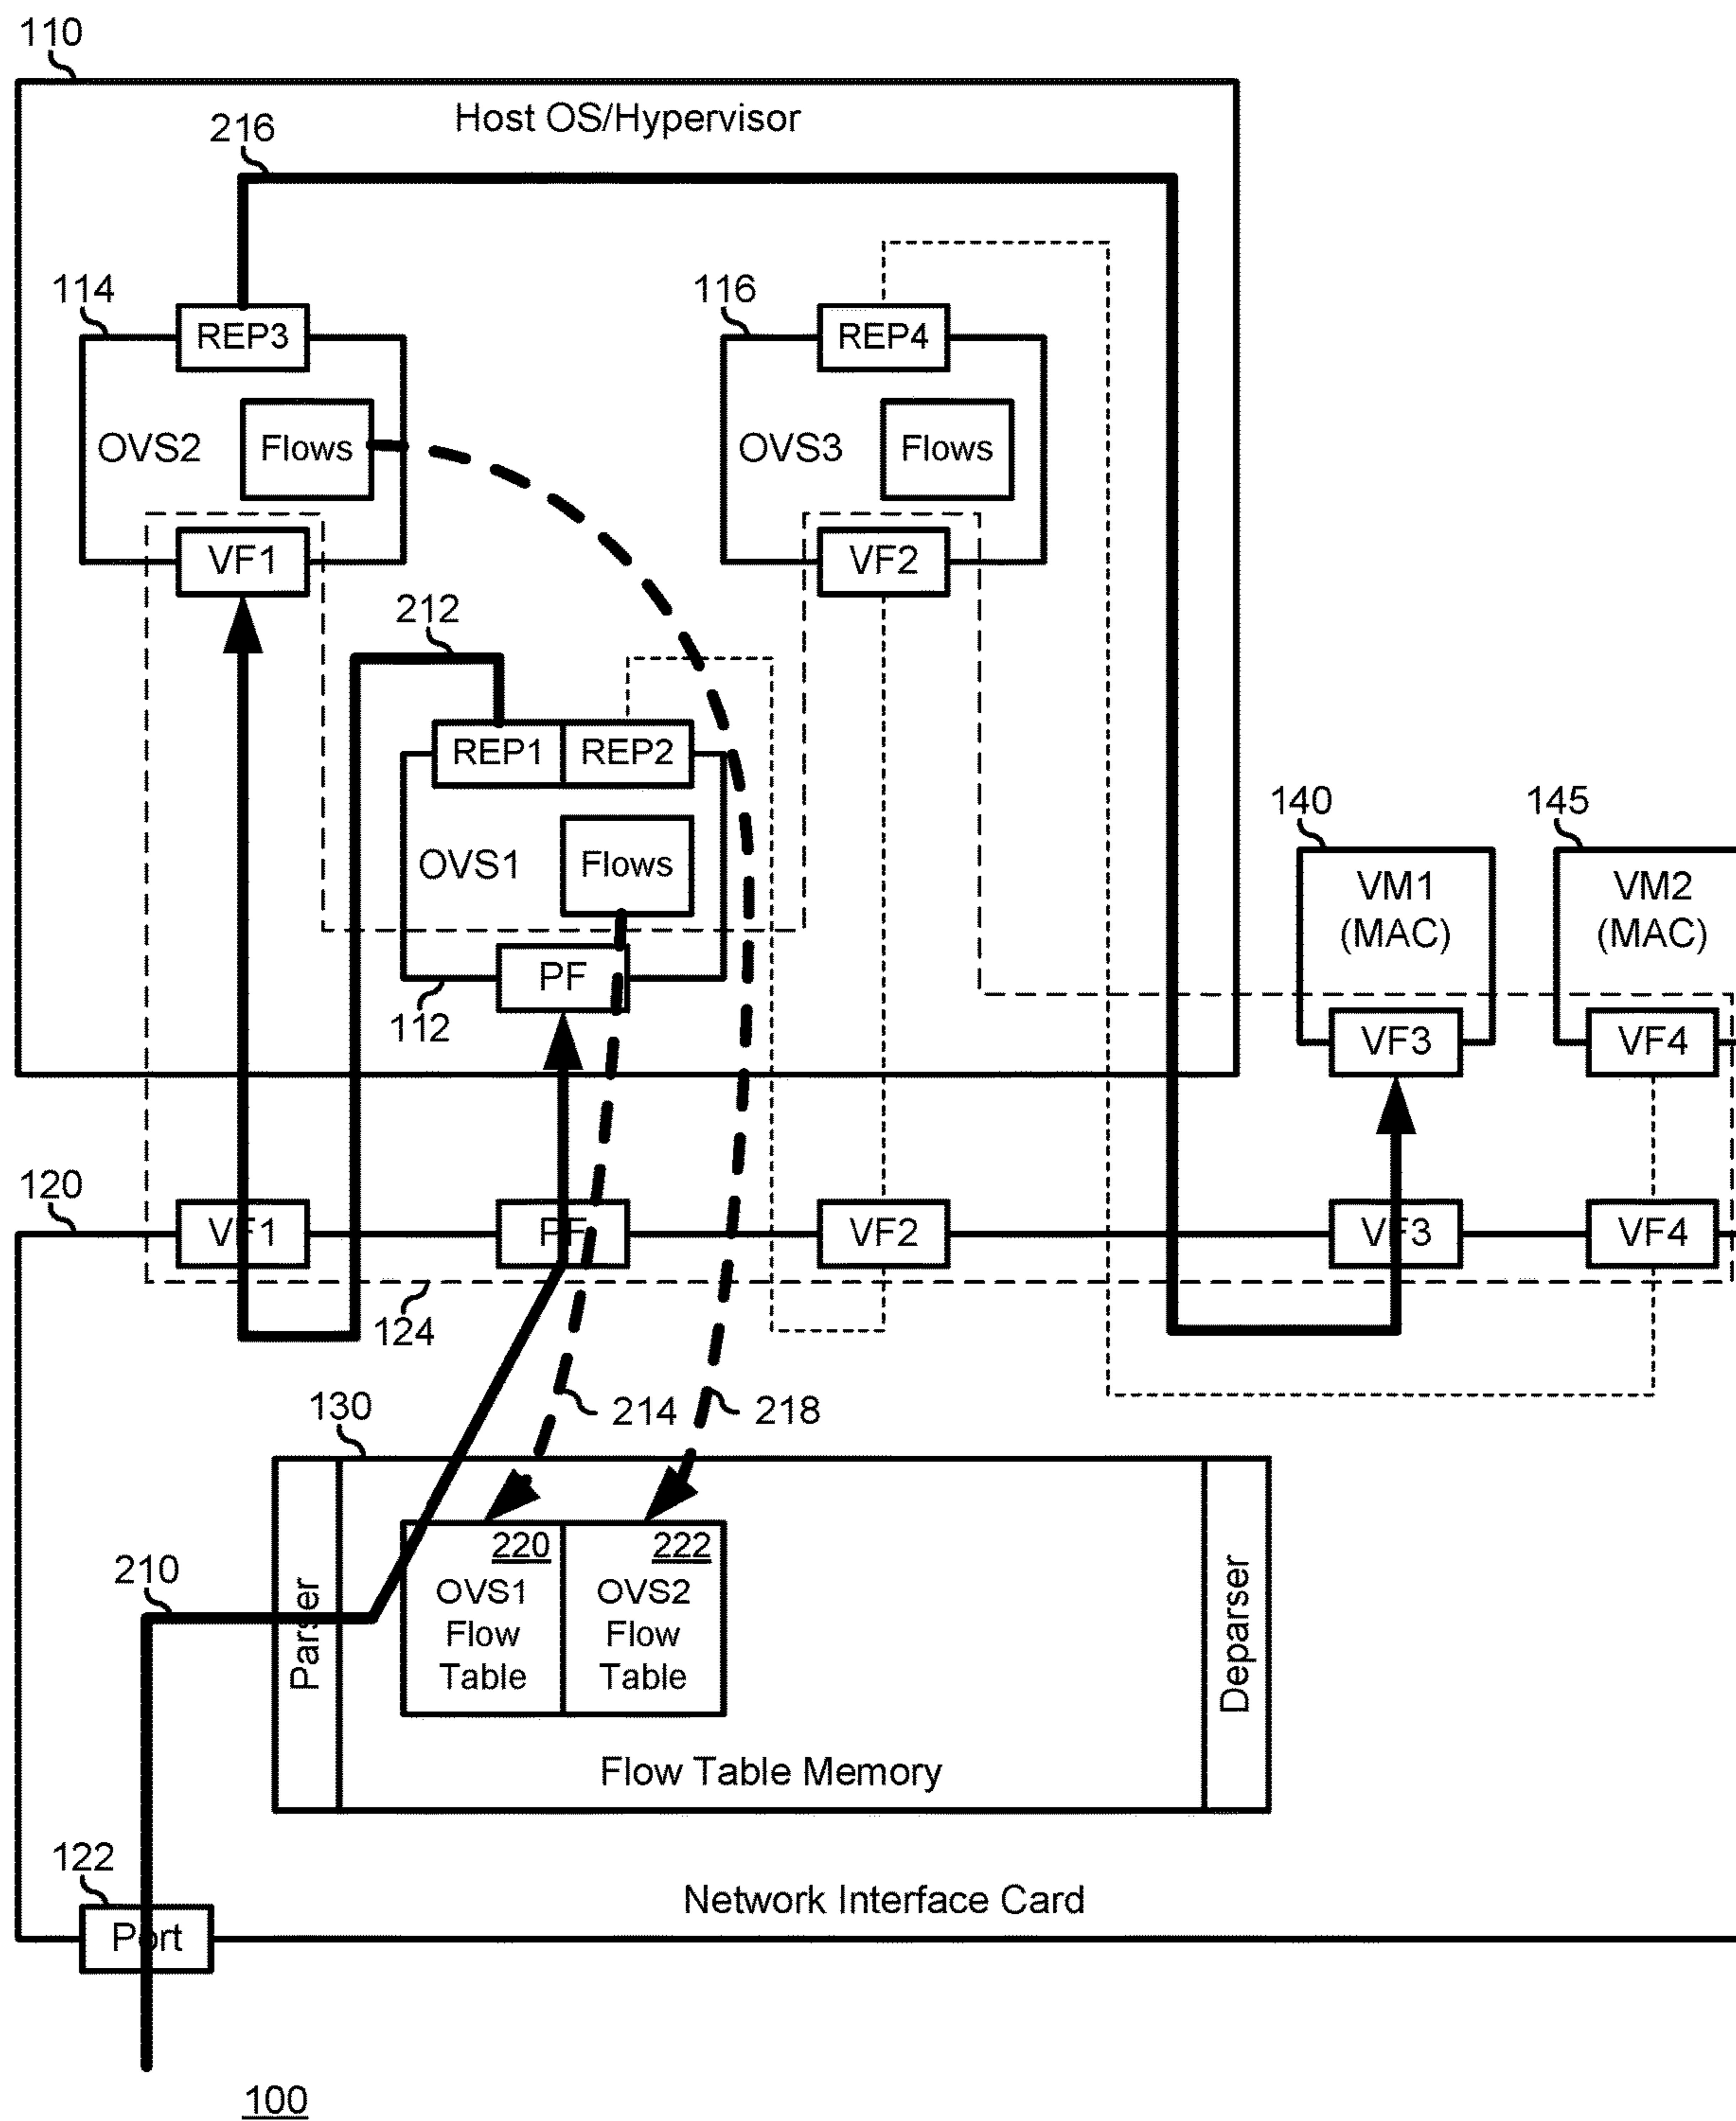 110
Host OS/Hypervisor
216
114
REP3
116
REP4
OVS2
Flows
OVS3
Flows
VF1
VF2
212
REP1
REP2
140
145
OVS1
Flows
VM1
(MAC)
VM2
(MAC)
PF
112
VF3
VF4
120
VF1
PF
VF2
VF3
VF4
124
130
214
218
220
222
210
OVS1
Flow
Table
OVS2
Flow
Table
Parser
Deparser
Flow Table Memory
122
Network Interface Card
Port
100